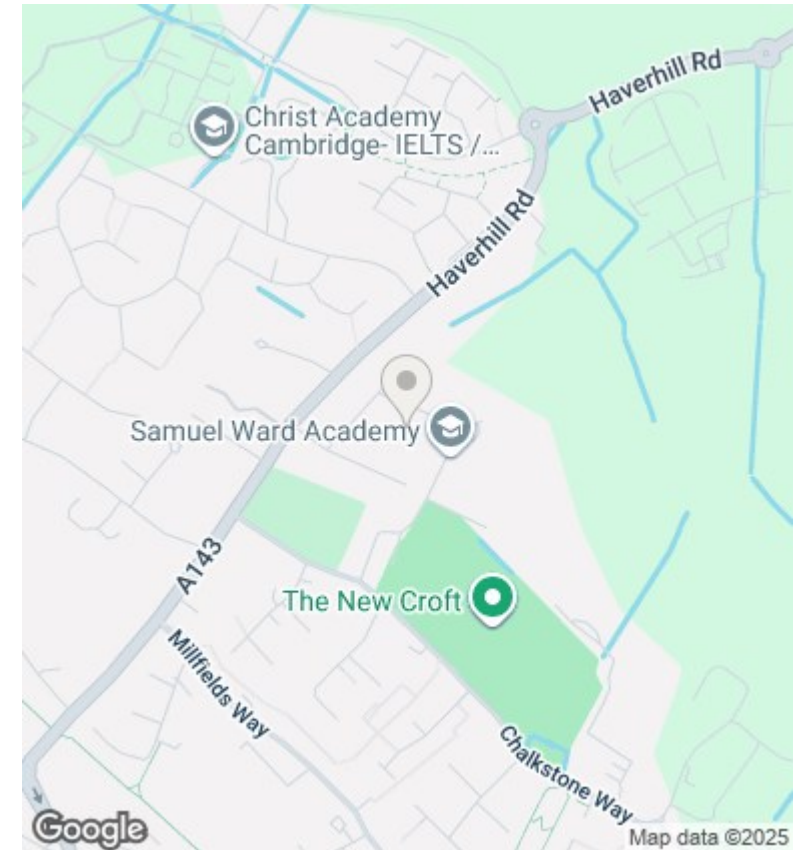 Haverhill Rd
Christ Academy
Cambridge- IELTS /...
Haverhill Rd
Samuel Ward Academy
A143
The New Croft
Millfields Way
Chalkstone Way
Google
Map data ©2025